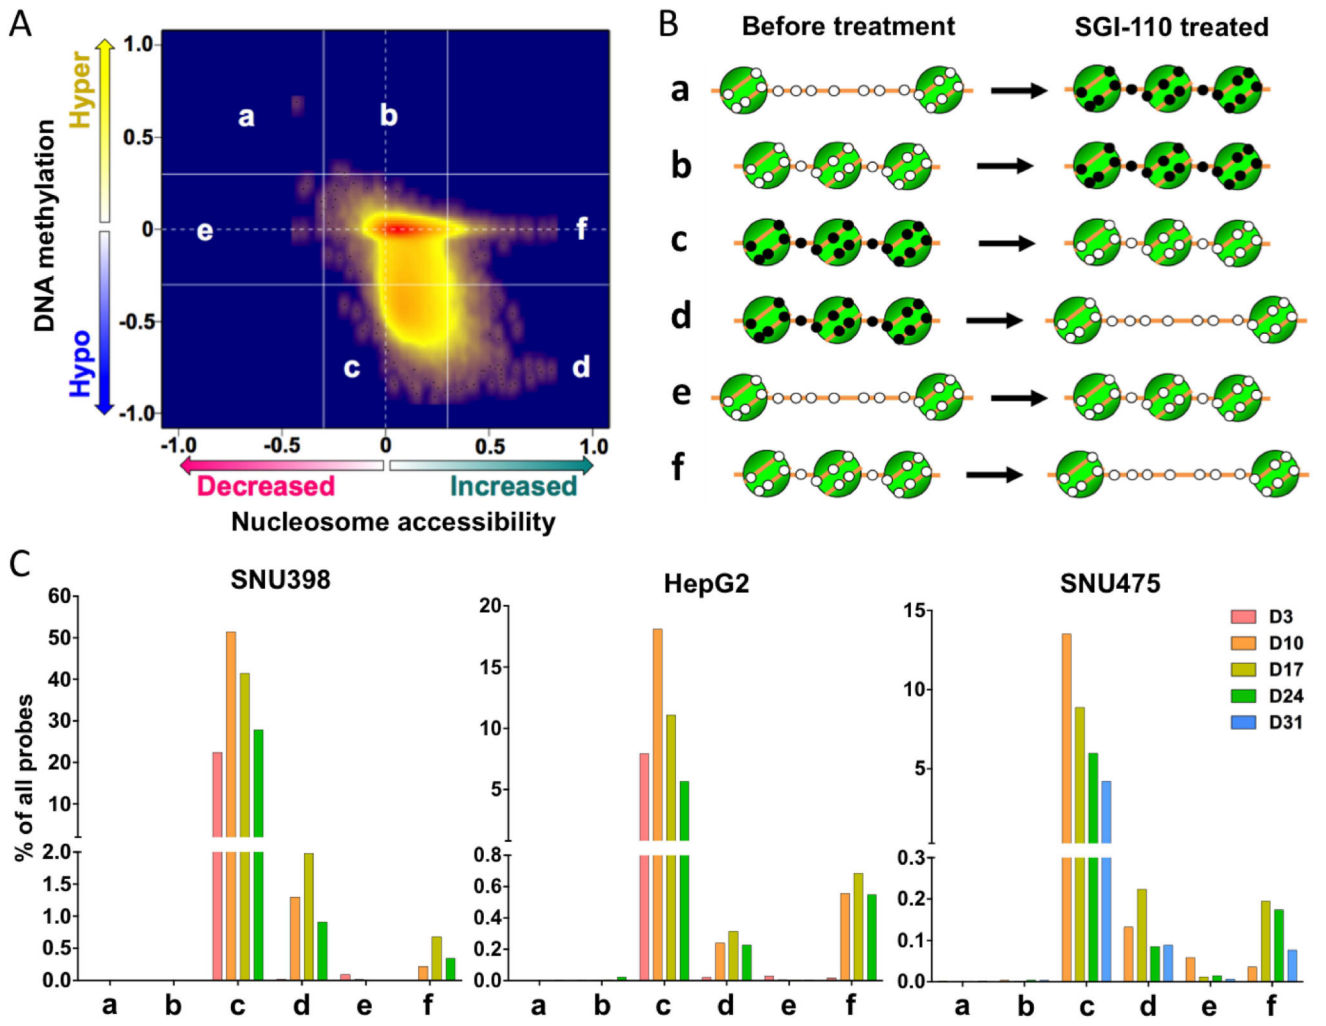 A
1.0
0.5
0
-0.5
-1.0
Hyper
Hypo
DNA methylation
a
b
e
f
c
d
-1.0 -0.5 0 0.5 1.0
Decreased Increased
Nucleosome accessibility
B
Before treatment SGI-110 treated
a
b
c
d
e
f
C
SNU398
% of all probes
60
50
40
30
20
10
2.0
1.5
1.0
0.5
0.0
a b c d e f
HepG2
20
15
10
5
0.8
0.6
0.4
0.2
0.0
a b c d e f
SNU475
15
10
5
0.3
0.2
0.1
0.0
a b c d e f
D3
D10
D17
D24
D31